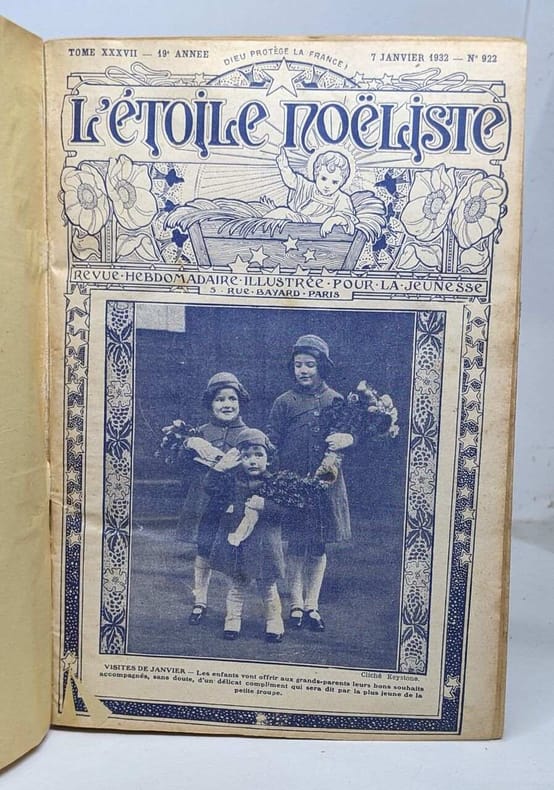 TOME XXXVII — 19e ANNEE
DIEU PROTÈGE LA FRANCE!
7 JANVIER 1932 — No 922
L'ÉTOILE NOËLISTE
REVUE·HEBDOMADAIRE·ILLUSTRÉE·POUR·LA·JEUNESSE
5·RUE·BAYARD·PARIS
Cliché Keystone.
VISITES DE JANVIER — Les enfants vont offrir aux grands-parents leurs bons souhaits
accompagnés, sans doute, d'un délicat compliment qui sera dit par la plus jeune de la
petite troupe.